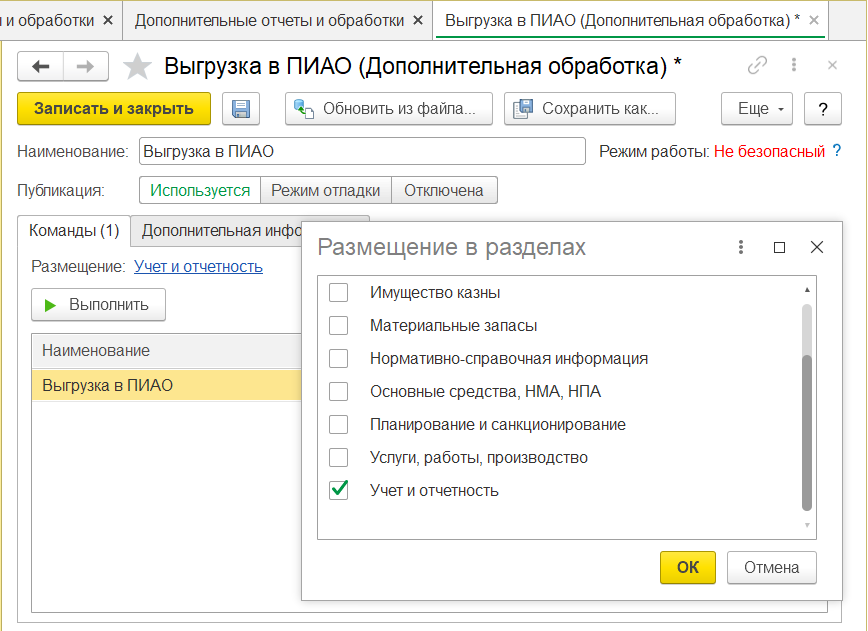 и и обработки ×
Дополнительные отчеты и обработки ×
Выгрузка в ПИАО (Дополнительная обработка) * ×
Выгрузка в ПИАО (Дополнительная обработка) *
Записать и закрыть
Обновить из файла...
Сохранить как...
Еще
?
Наименование: Выгрузка в ПИАО
Режим работы: Не безопасный ?
Публикация: Используется Режим отладки Отключена
Команды (1)
Дополнительная инфо
Размещение: Учет и отчетность
Выполнить
Наименование
Выгрузка в ПИАО
Размещение в разделах
Имущество казны
Материальные запасы
Нормативно-справочная информация
Основные средства, НМА, НПА
Планирование и санкционирование
Услуги, работы, производство
Учет и отчетность
ОК
Отмена